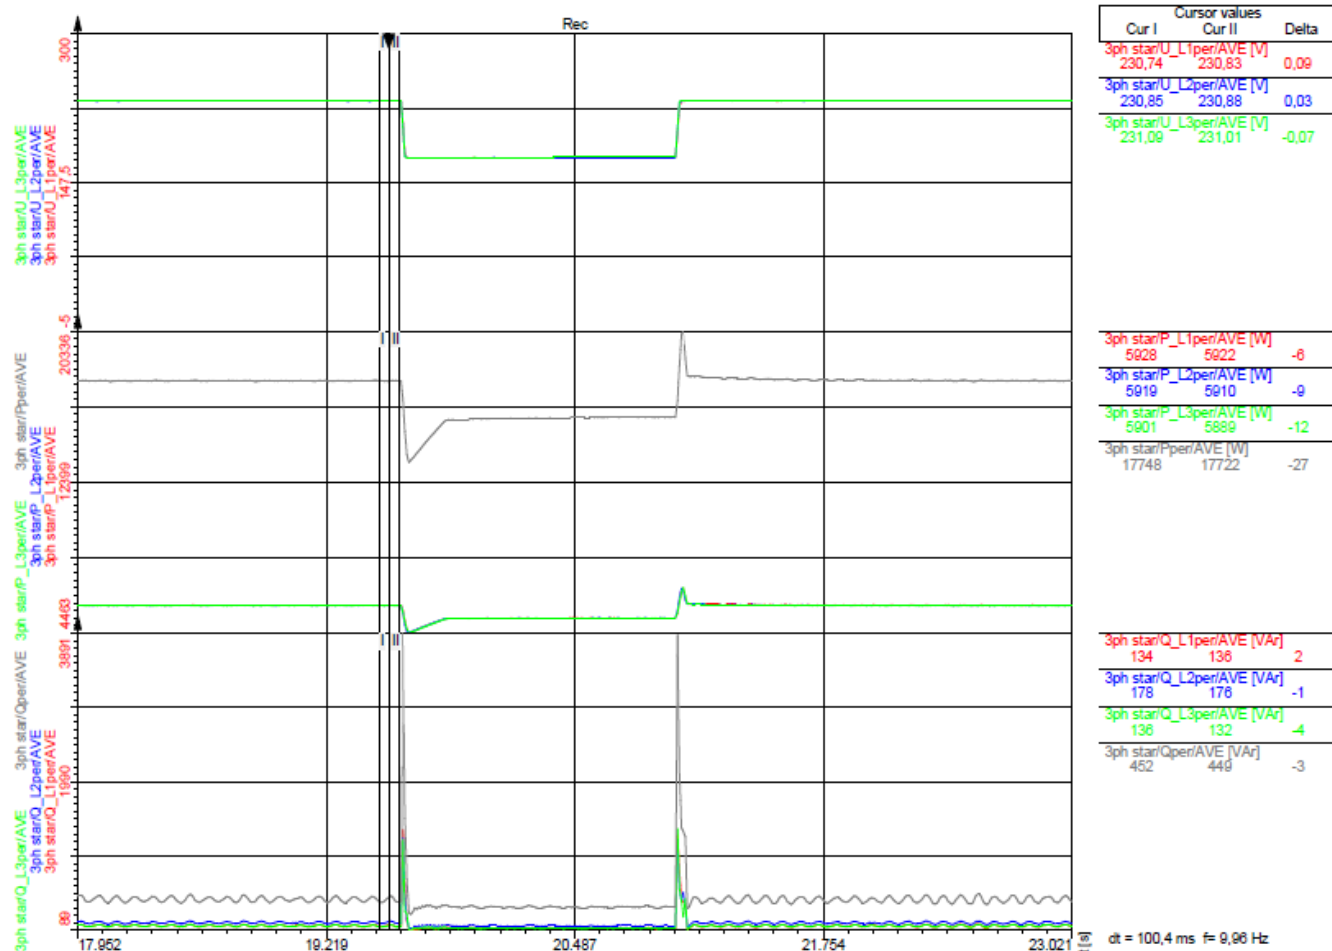 Rec
Cursor values
Cur I Cur II Delta
3ph star/U_L1per/AVE [V]
230,74 230,83 0,09
3ph star/U_L2per/AVE [V]
230,85 230,88 0,03
3ph star/U_L3per/AVE [V]
231,09 231,01 -0,07
300
147,5
-5
3ph star/U_L3per/AVE
3ph star/U_L2per/AVE
3ph star/U_L1per/AVE
I II
I II
3ph star/P_L1per/AVE [W]
5928 5922 -6
3ph star/P_L2per/AVE [W]
5919 5910 -9
3ph star/P_L3per/AVE [W]
5901 5889 -12
3ph star/Pper/AVE [W]
17748 17722 -27
20336
12399
4463
3ph star/Pper/AVE
3ph star/P_L3per/AVE
3ph star/P_L2per/AVE
3ph star/P_L1per/AVE
I II
3ph star/Q_L1per/AVE [VAr]
134 136 2
3ph star/Q_L2per/AVE [VAr]
178 176 -1
3ph star/Q_L3per/AVE [VAr]
136 132 -4
3ph star/Qper/AVE [VAr]
452 449 -3
3891
1990
89
3ph star/Qper/AVE
3ph star/Q_L3per/AVE
3ph star/Q_L2per/AVE
3ph star/Q_L1per/AVE
17.952 19.219 20.487 21.754 23.021 t [s]
dt = 100,4 ms f= 9,96 Hz